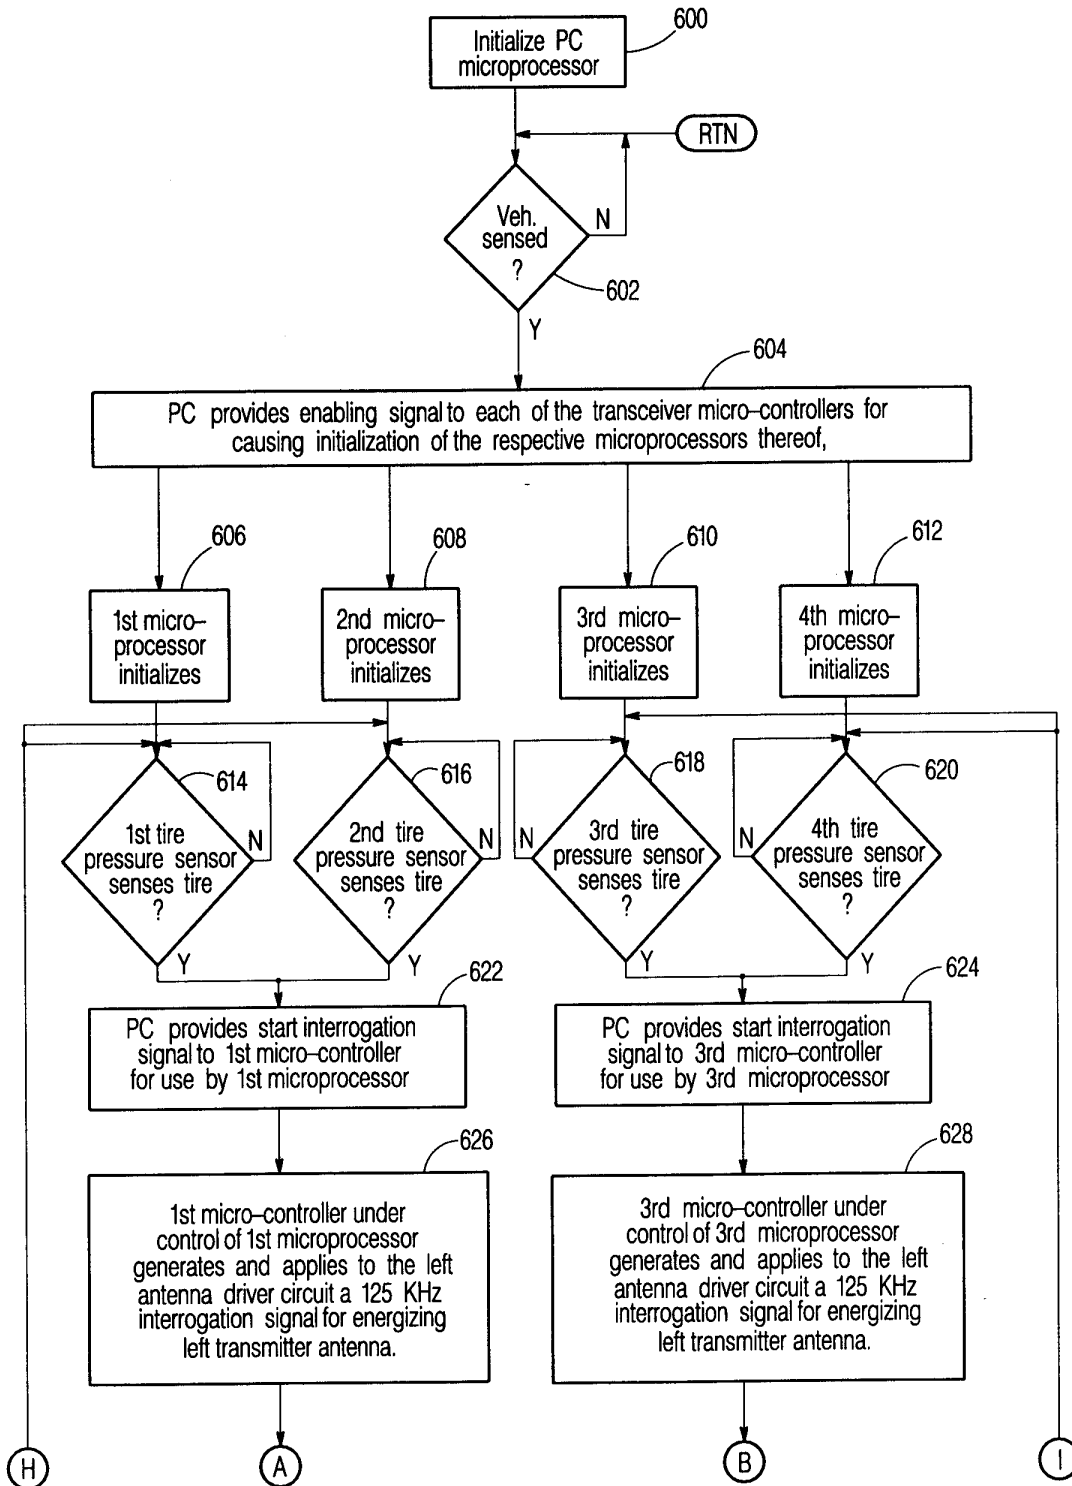 600
Initialize PC
microprocessor
RTN
Veh.
sensed
?
N
602
Y
604
PC provides enabling signal to each of the transceiver micro-controllers for
causing initialization of the respective microprocessors thereof,
606
608
610
612
1st micro-
processor
initializes
2nd micro-
processor
initializes
3rd micro-
processor
initializes
4th micro-
processor
initializes
614
1st tire
pressure sensor
senses tire
?
N
Y
616
2nd tire
pressure sensor
senses tire
?
N
Y
618
3rd tire
pressure sensor
senses tire
?
N
Y
620
4th tire
pressure sensor
senses tire
?
N
Y
622
PC provides start interrogation
signal to 1st micro-controller
for use by 1st microprocessor
624
PC provides start interrogation
signal to 3rd micro-controller
for use by 3rd microprocessor
626
1st micro-controller under
control of 1st microprocessor
generates and applies to the left
antenna driver circuit a 125 KHz
interrogation signal for energizing
left transmitter antenna.
628
3rd micro-controller under
control of 3rd microprocessor
generates and applies to the left
antenna driver circuit a 125 KHz
interrogation signal for energizing
left transmitter antenna.
H
A
B
I